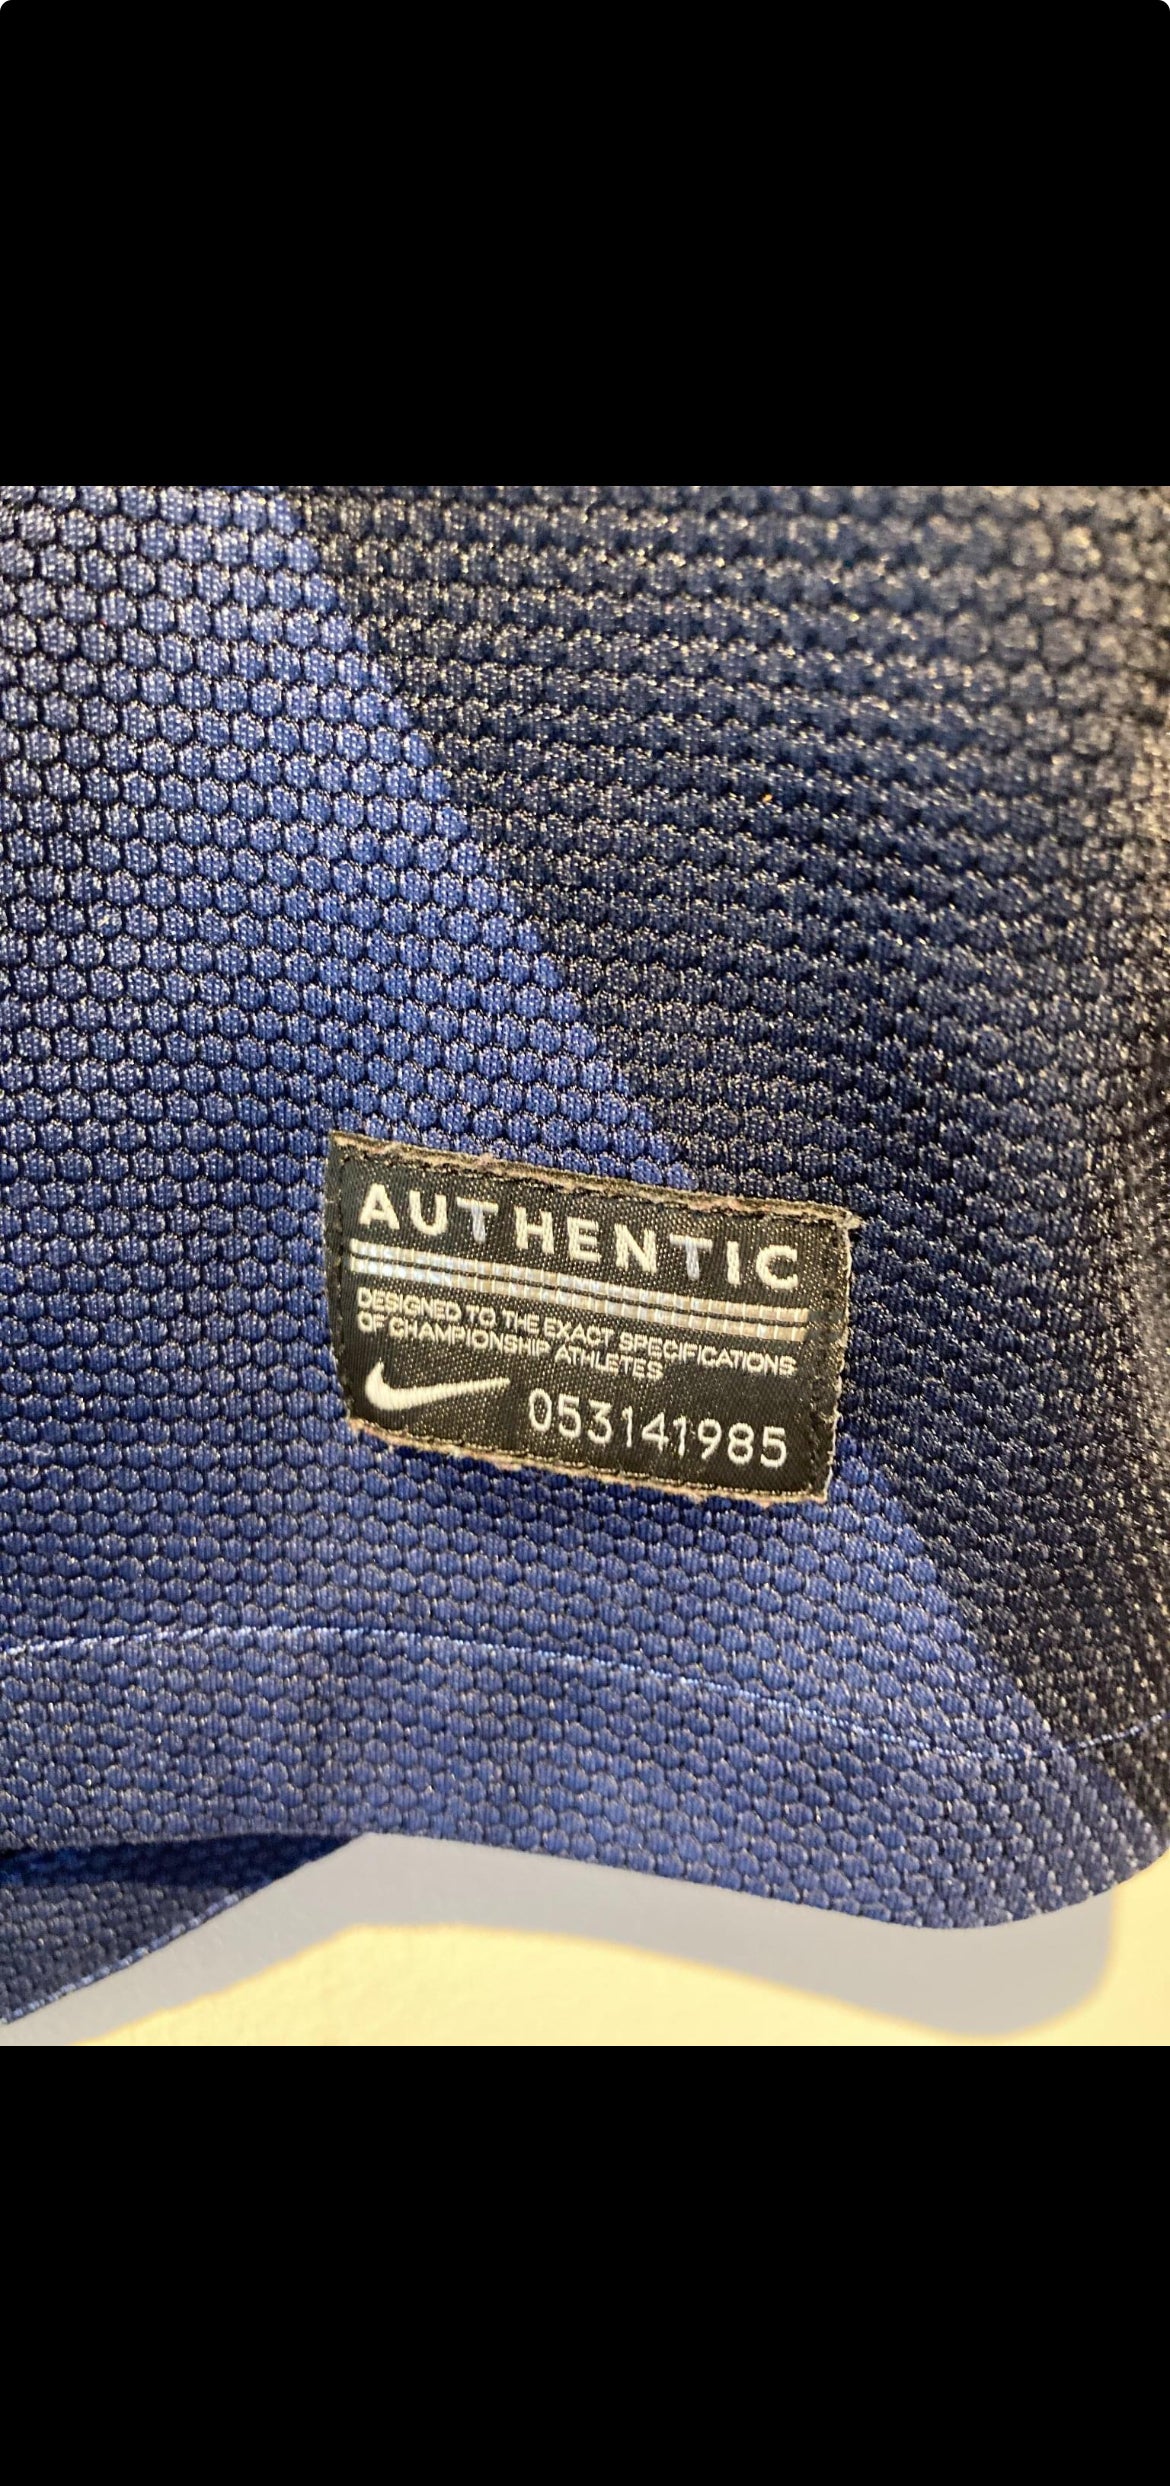 AUTHENTIC
DESIGNED TO THE EXACT SPECIFICATIONS
OF CHAMPIONSHIP ATHLETES
053141985